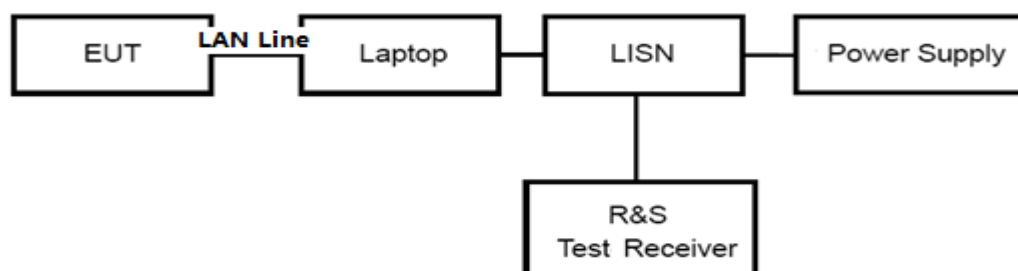 EUT
LAN Line
Laptop
LISN
Power Supply
R&S
Test Receiver